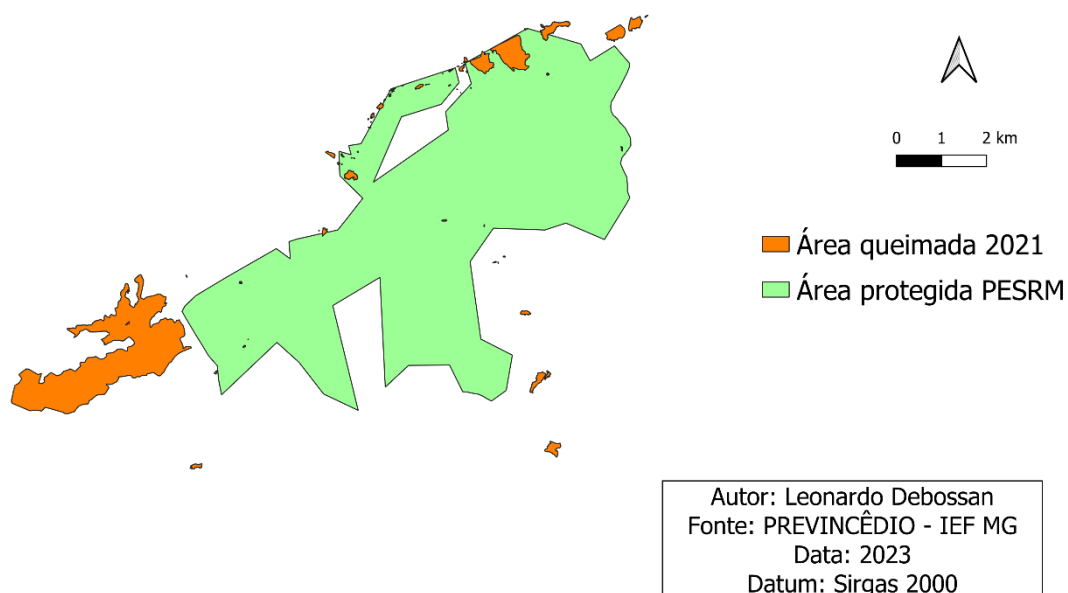 0 1 2 km
Área queimada 2021
Área protegida PESRM
Autor: Leonardo Debossan
Fonte: PREVINCÊDIO - IEF MG
Data: 2023
Datum: Sirgas 2000